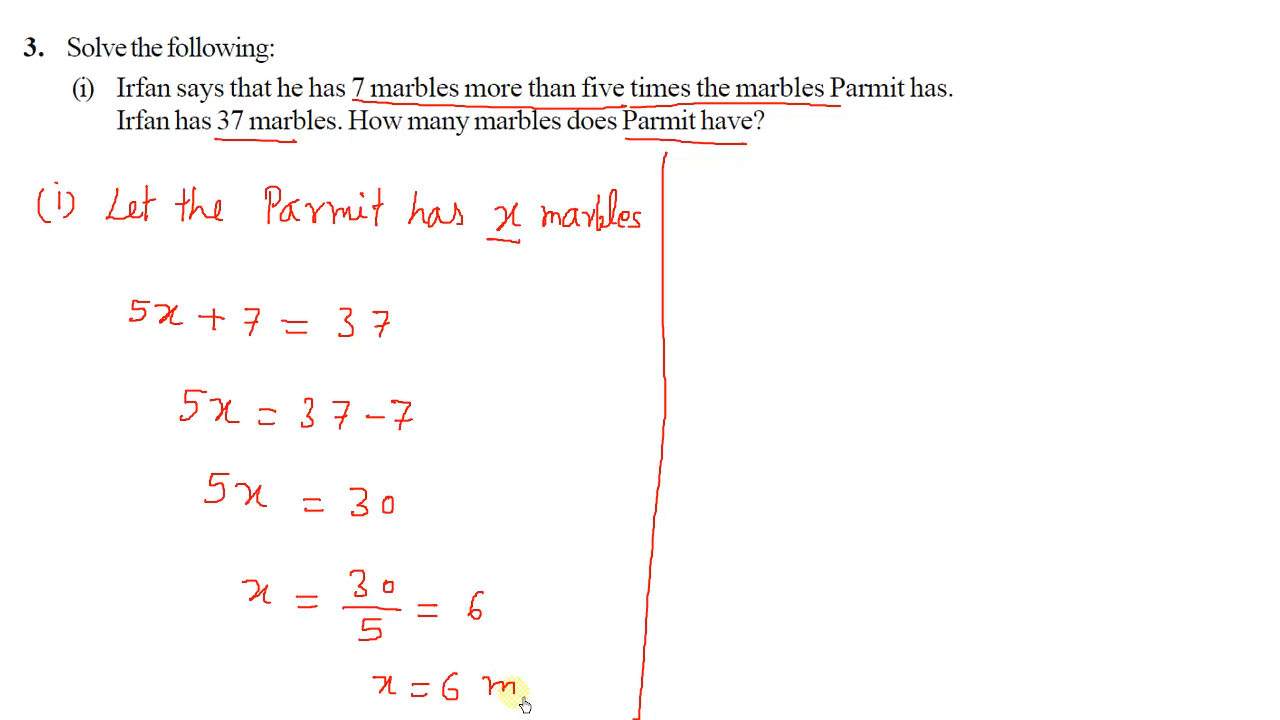 3. Solve the following:
(i) Irfan says that he has 7 marbles more than five times the marbles Parmit has.
Irfan has 37 marbles. How many marbles does Parmit have?
(i) Let the Parmit has x marbles
5x + 7 = 37
5x = 37 - 7
5x = 30
x = 30/5 = 6
x = 6 m